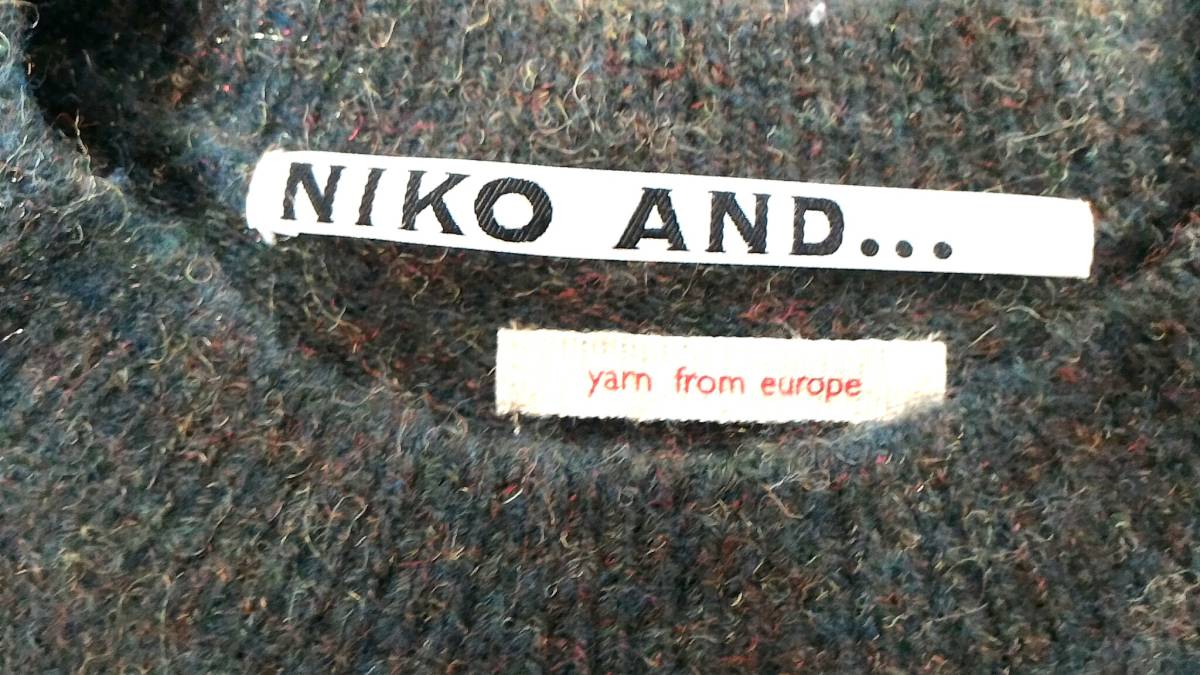 NIKO AND...
yarn from europe